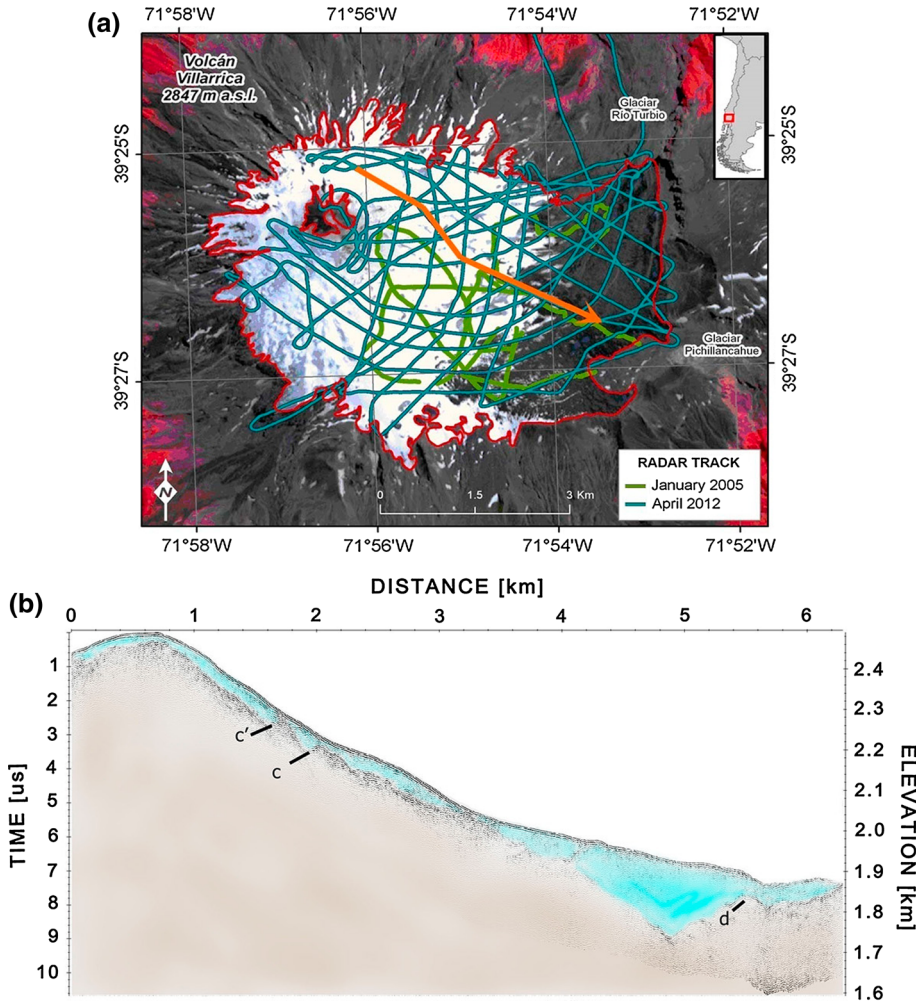 (a)
71°58'W 71°56'W 71°54'W 71°52'W
Volcán
Villarrica
2847 m a.s.l.
Glaciar
Río Turbio
39°25'S
39°25'S
39°27'S
39°27'S
Glaciar
Pichillancahue
RADAR TRACK
January 2005
April 2012
N
0 1.5 3 Km
71°58'W 71°56'W 71°54'W 71°52'W
(b)
DISTANCE [km]
0 1 2 3 4 5 6
TIME [us]
1
2
3
4
5
6
7
8
9
10
c'
c
d
2.4
2.3
2.2
2.1
2.0
1.9
1.8
1.7
1.6
ELEVATION [km]